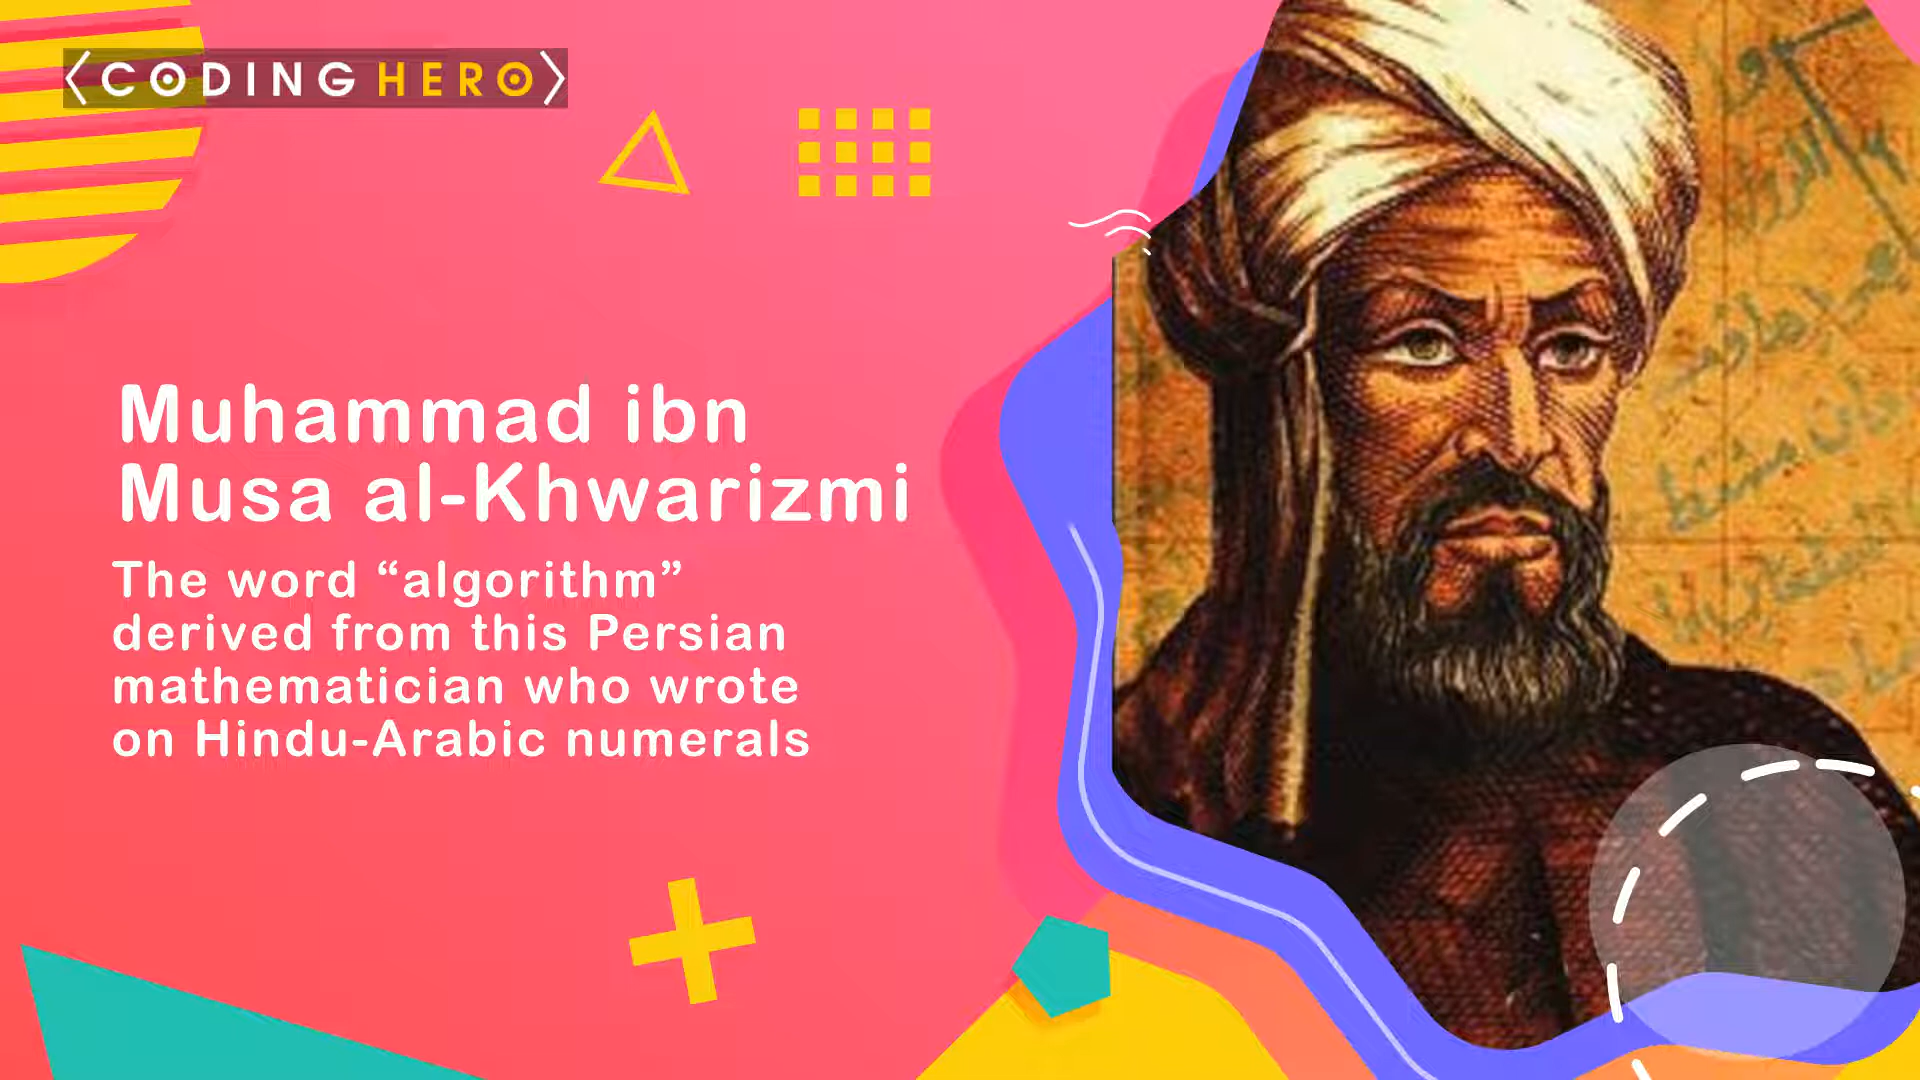 CODING HERO
Muhammad ibn
Musa al-Khwarizmi
The word “algorithm”
derived from this Persian
mathematician who wrote
on Hindu-Arabic numerals